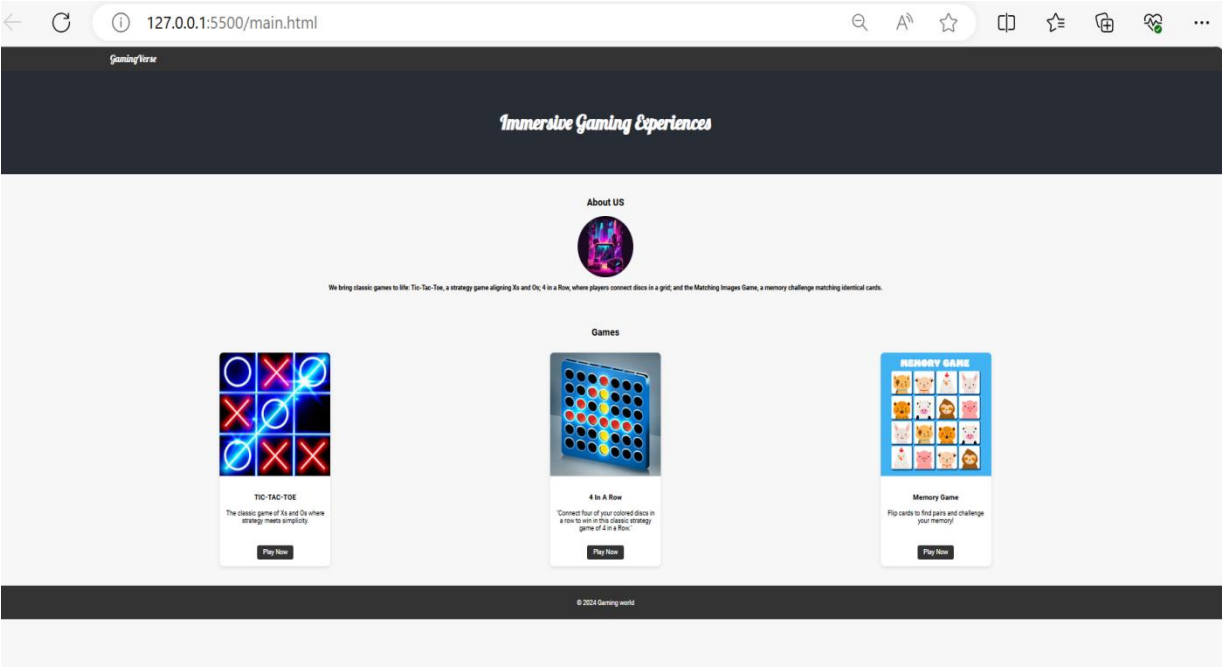 127.0.0.1:5500/main.html
GamingVerse
Immersive Gaming Experiences
About US
We bring classic games to life: Tic-Tac-Toe, a strategy game aligning Xs and Os; 4 in a Row, where players connect discs in a grid; and the Matching Images Game, a memory challenge matching identical cards.
Games
MEMORY GAME
TIC-TAC-TOE
The classic game of Xs and Os where
strategy meets simplicity.
Play Now
4 In A Row
"Connect four of your colored discs in
a row to win in this classic strategy
game of 4 in a Row."
Play Now
Memory Game
Flip cards to find pairs and challenge
your memory!
Play Now
© 2024 Gaming world